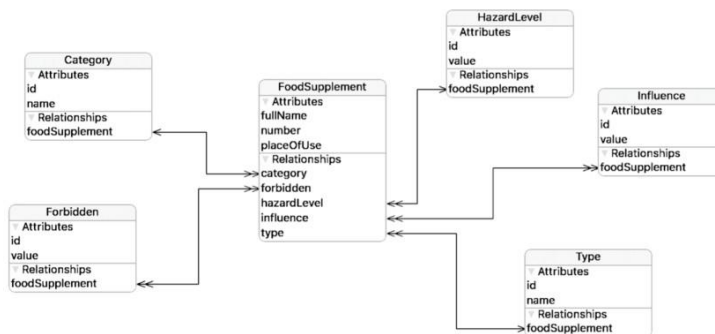 Category
Attributes
id
name
Relationships
foodSupplement
FoodSupplement
Attributes
fullName
number
placeOfUse
Relationships
category
forbidden
hazardLevel
influence
type
HazardLevel
Attributes
id
value
Relationships
foodSupplement
Influence
Attributes
id
value
Relationships
foodSupplement
Forbidden
Attributes
id
value
Relationships
foodSupplement
Type
Attributes
id
name
Relationships
foodSupplement